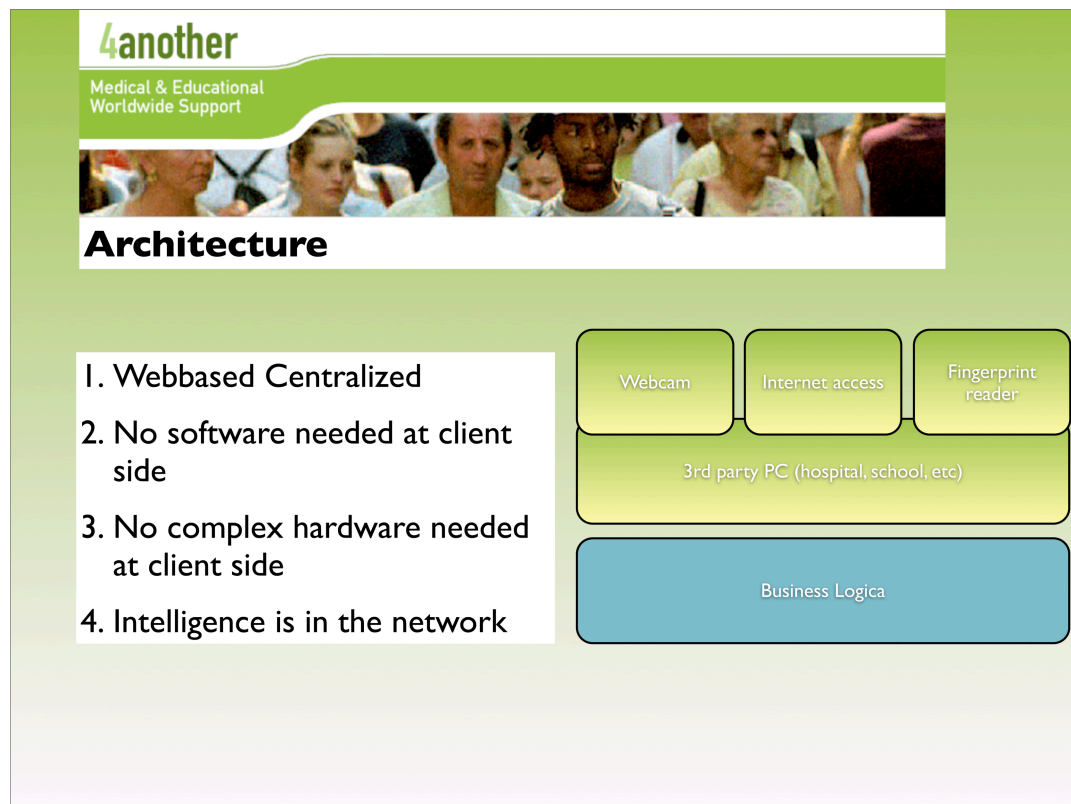 4another
Medical & Educational
Worldwide Support
Architecture
1. Webbased Centralized
2. No software needed at client
side
3. No complex hardware needed
at client side
4. Intelligence is in the network
Webcam
Internet access
Fingerprint
reader
3rd party PC (hospital, school, etc)
Business Logica